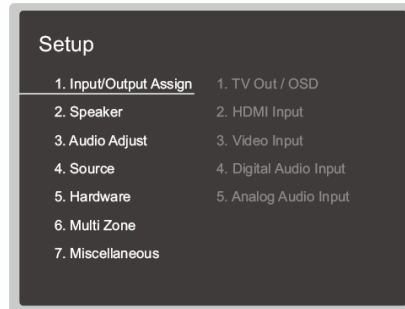 Setup
1. Input/Output Assign
2. Speaker
3. Audio Adjust
4. Source
5. Hardware
6. Multi Zone
7. Miscellaneous
1. TV Out / OSD
2. HDMI Input
3. Video Input
4. Digital Audio Input
5. Analog Audio Input